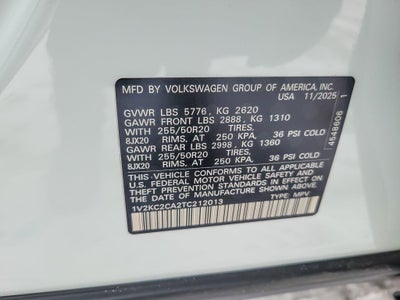 MFD BY VOLKSWAGEN GROUP OF AMERICA, INC.
USA 11/2025
GVWR LBS 5776, KG 2620
GAWR FRONT LBS 2888, KG 1310
WITH 255/50R20 TIRES,
8JX20 RIMS, AT 250 KPA, 36 PSI COLD
GAWR REAR LBS 2998, KG 1360
WITH 255/50R20 TIRES,
8JX20 RIMS, AT 250 KPA, 36 PSI COLD
THIS VEHICLE CONFORMS TO ALL APPLICABLE
U.S. FEDERAL MOTOR VEHICLE SAFETY AND
THEFT PREVENTION STANDARDS IN EFFECT ON
THE DATE OF MANUFACTURE SHOWN ABOVE.
1V2KC2CA2TC212013 TYPE: MPV
4548606 1